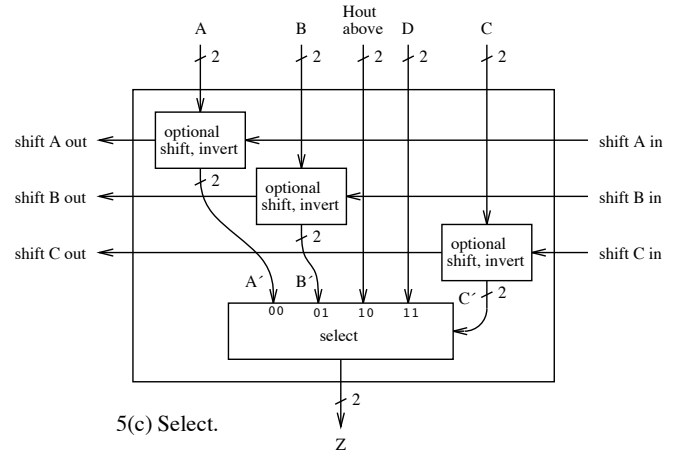 Hout
above
A
B
D
C
2
2
2
2
2
shift A out
optional
shift, invert
shift A in
2
shift B out
optional
shift, invert
shift B in
2
shift C out
optional
shift, invert
shift C in
A´
B´
C´
2
00
01
10
11
select
2
5(c) Select.
Z